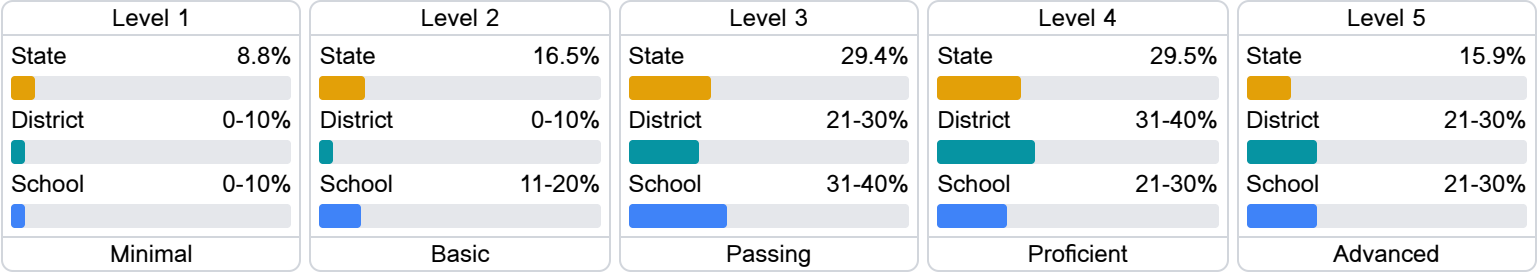 Level 1
State 8.8%
District 0-10%
School 0-10%
Minimal
Level 2
State 16.5%
District 0-10%
School 11-20%
Basic
Level 3
State 29.4%
District 21-30%
School 31-40%
Passing
Level 4
State 29.5%
District 31-40%
School 21-30%
Proficient
Level 5
State 15.9%
District 21-30%
School 21-30%
Advanced